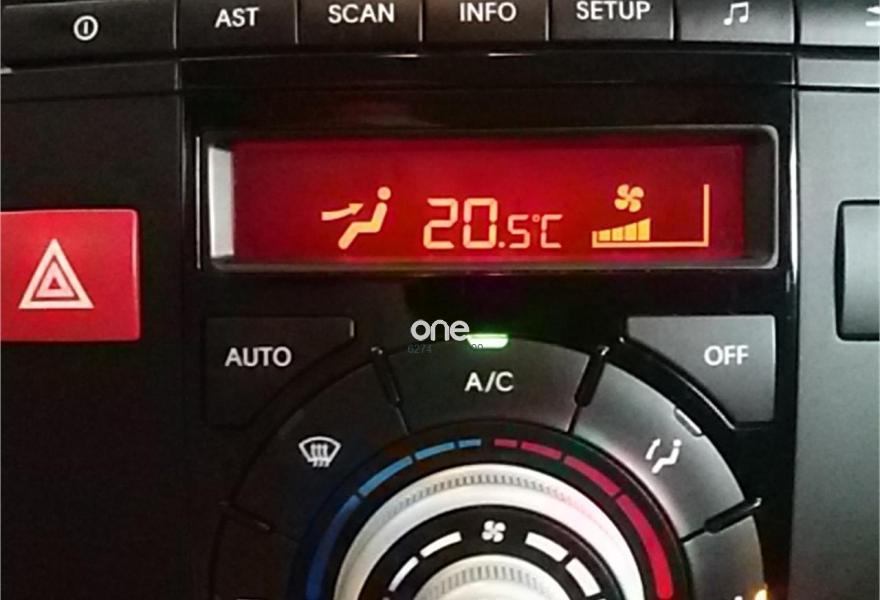 AST SCAN INFO SETUP
20.5°C
one
AUTO OFF
A/C